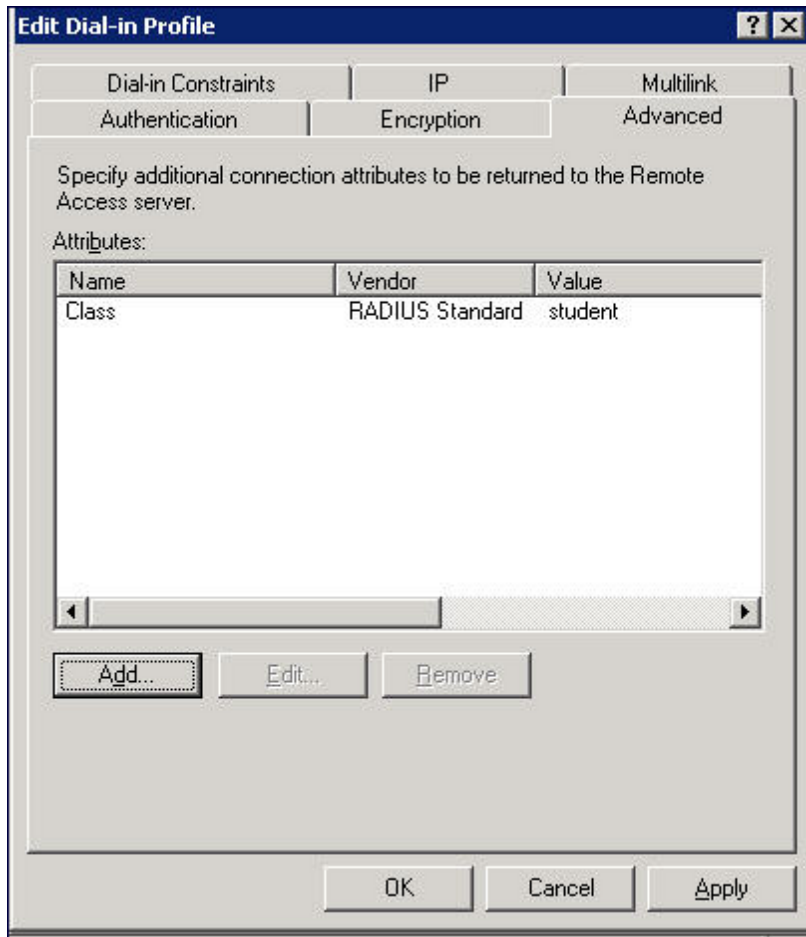 Edit Dial-in Profile
Dial-in Constraints IP Multilink
Authentication Encryption Advanced
Specify additional connection attributes to be returned to the Remote
Access server.
Attributes:
Name Vendor Value
Class RADIUS Standard student
Add... Edit... Remove
OK Cancel Apply